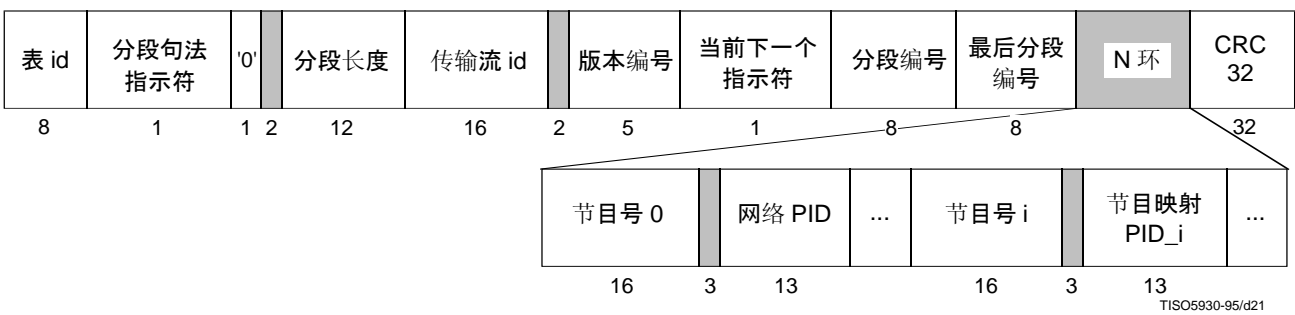 表 id
分段句法
指示符
'0'
分段长度
传输流 id
版本编号
当前下一个
指示符
分段编号
最后分段
编号
N 环
CRC
32
8 1 1 2 12 16 2 5 1 8 8 32
节目号 0
网络 PID
...
节目号 i
节目映射
PID_i
...
16 3 13 16 3 13
TISO5930-95/d21